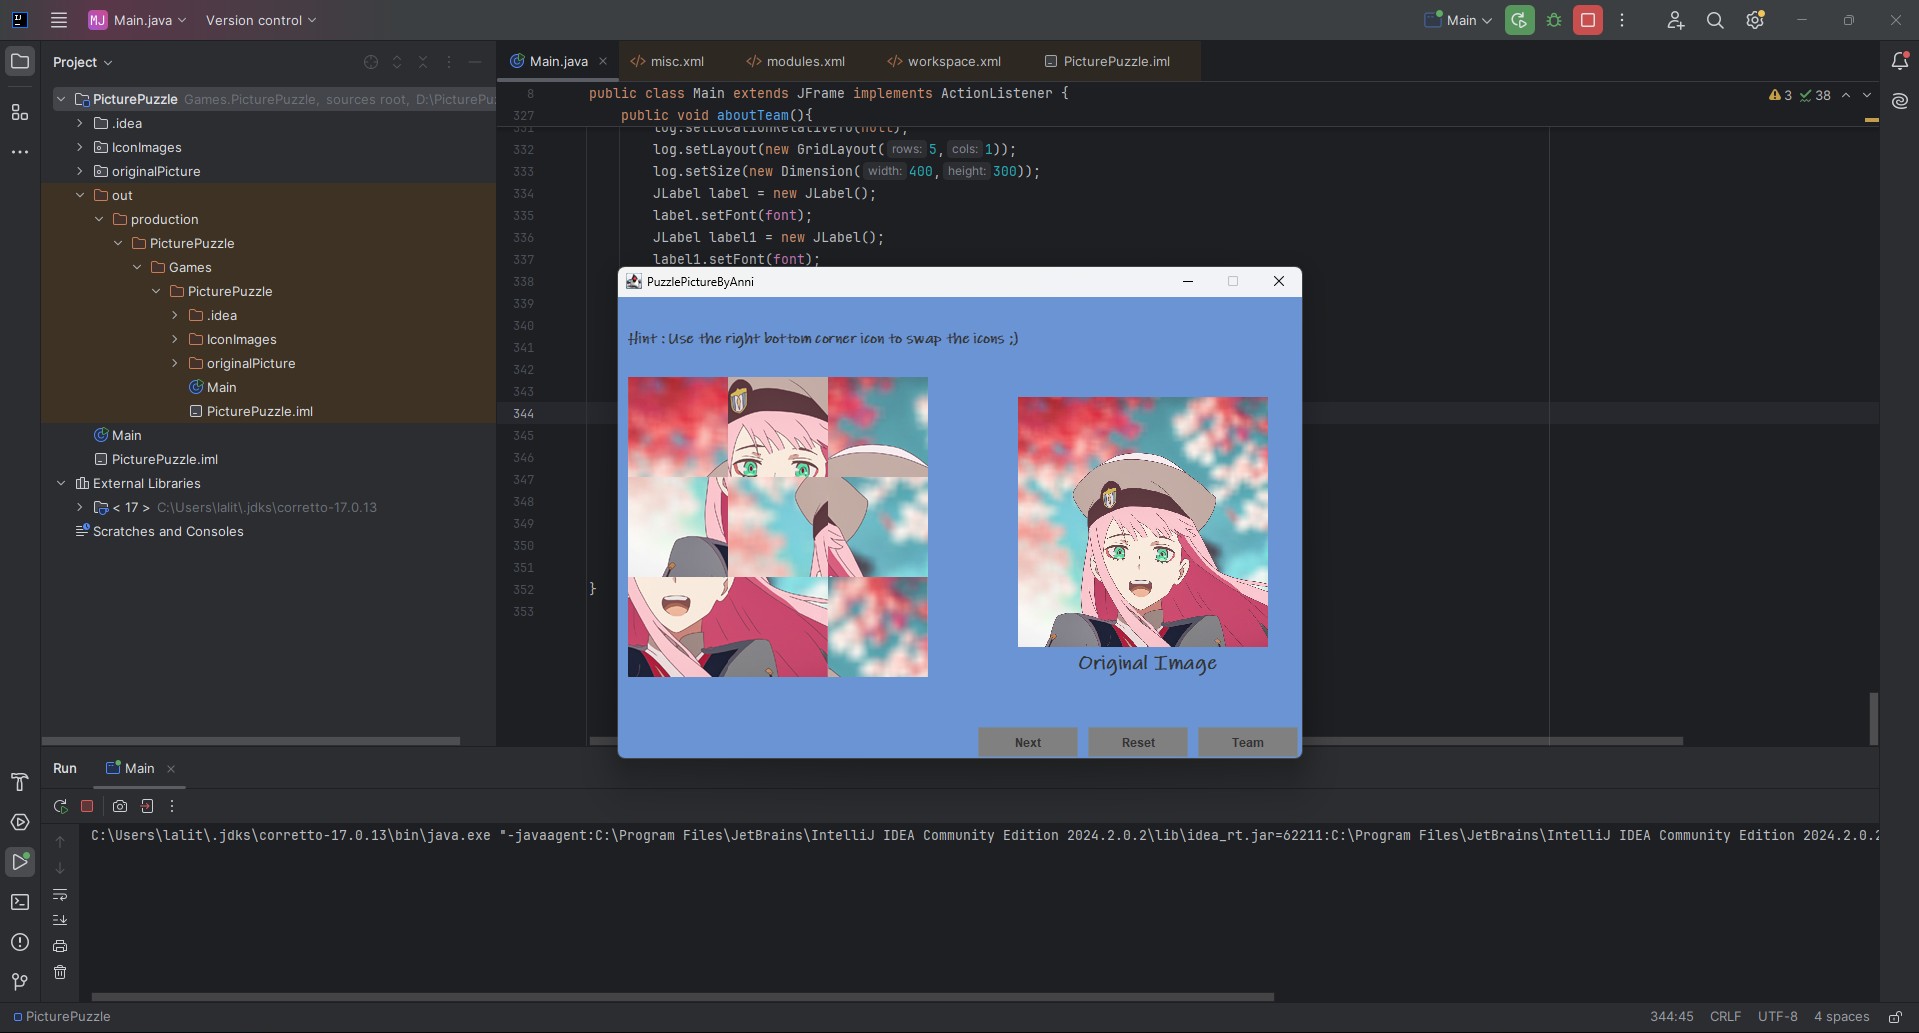 MJ Main.java Version control Main
Project
PicturePuzzle Games.PicturePuzzle, sources root, D:\PicturePu
.idea
IconImages
originalPicture
out
production
PicturePuzzle
Games
PicturePuzzle
.idea
IconImages
originalPicture
Main
PicturePuzzle.iml
Main
PicturePuzzle.iml
External Libraries
< 17 > C:\Users\lalit\.jdks\corretto-17.0.13
Scratches and Consoles
Main.java misc.xml modules.xml workspace.xml PicturePuzzle.iml
8 public class Main extends JFrame implements ActionListener { 3 38
327 public void aboutTeam(){
331 log.setLocationRelativeTo(null);
332 log.setLayout(new GridLayout( rows: 5, cols: 1));
333 log.setSize(new Dimension( width: 400, height: 300));
334 JLabel label = new JLabel();
335 label.setFont(font);
336 JLabel label1 = new JLabel();
337 label1.setFont(font);
338
339
340
341
342
343
344
345
346
347
348
349
350
351
352 }
353
PuzzlePictureByAnni
Hint : Use the right bottom corner icon to swap the icons ;)
Original Image
Next Reset Team
Run Main
C:\Users\lalit\.jdks\corretto-17.0.13\bin\java.exe "-javaagent:C:\Program Files\JetBrains\IntelliJ IDEA Community Edition 2024.2.0.2\lib\idea_rt.jar=62211:C:\Program Files\JetBrains\IntelliJ IDEA Community Edition 2024.2.0.2
PicturePuzzle 344:45 CRLF UTF-8 4 spaces